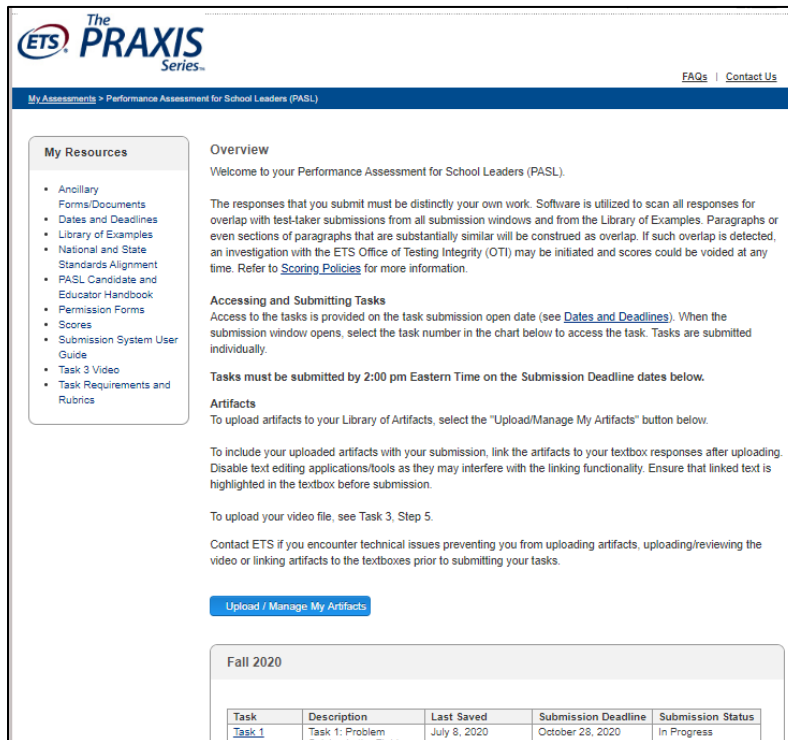 The
ETS PRAXIS
Series
FAQs | Contact Us
My Assessments > Performance Assessment for School Leaders (PASL)
My Resources
• Ancillary
Forms/Documents
• Dates and Deadlines
• Library of Examples
• National and State
Standards Alignment
• PASL Candidate and
Educator Handbook
• Permission Forms
• Scores
• Submission System User
Guide
• Task 3 Video
• Task Requirements and
Rubrics
Overview
Welcome to your Performance Assessment for School Leaders (PASL).
The responses that you submit must be distinctly your own work. Software is utilized to scan all responses for
overlap with test-taker submissions from all submission windows and from the Library of Examples. Paragraphs or
even sections of paragraphs that are substantially similar will be construed as overlap. If such overlap is detected,
an investigation with the ETS Office of Testing Integrity (OTI) may be initiated and scores could be voided at any
time. Refer to Scoring Policies for more information.
Accessing and Submitting Tasks
Access to the tasks is provided on the task submission open date (see Dates and Deadlines). When the
submission window opens, select the task number in the chart below to access the task. Tasks are submitted
individually.
Tasks must be submitted by 2:00 pm Eastern Time on the Submission Deadline dates below.
Artifacts
To upload artifacts to your Library of Artifacts, select the "Upload/Manage My Artifacts" button below.
To include your uploaded artifacts with your submission, link the artifacts to your textbox responses after uploading.
Disable text editing applications/tools as they may interfere with the linking functionality. Ensure that linked text is
highlighted in the textbox before submission.
To upload your video file, see Task 3, Step 5.
Contact ETS if you encounter technical issues preventing you from uploading artifacts, uploading/reviewing the
video or linking artifacts to the textboxes prior to submitting your tasks.
Upload / Manage My Artifacts
Fall 2020
Task Description Last Saved Submission Deadline Submission Status
Task 1 Task 1: Problem July 8, 2020 October 28, 2020 In Progress